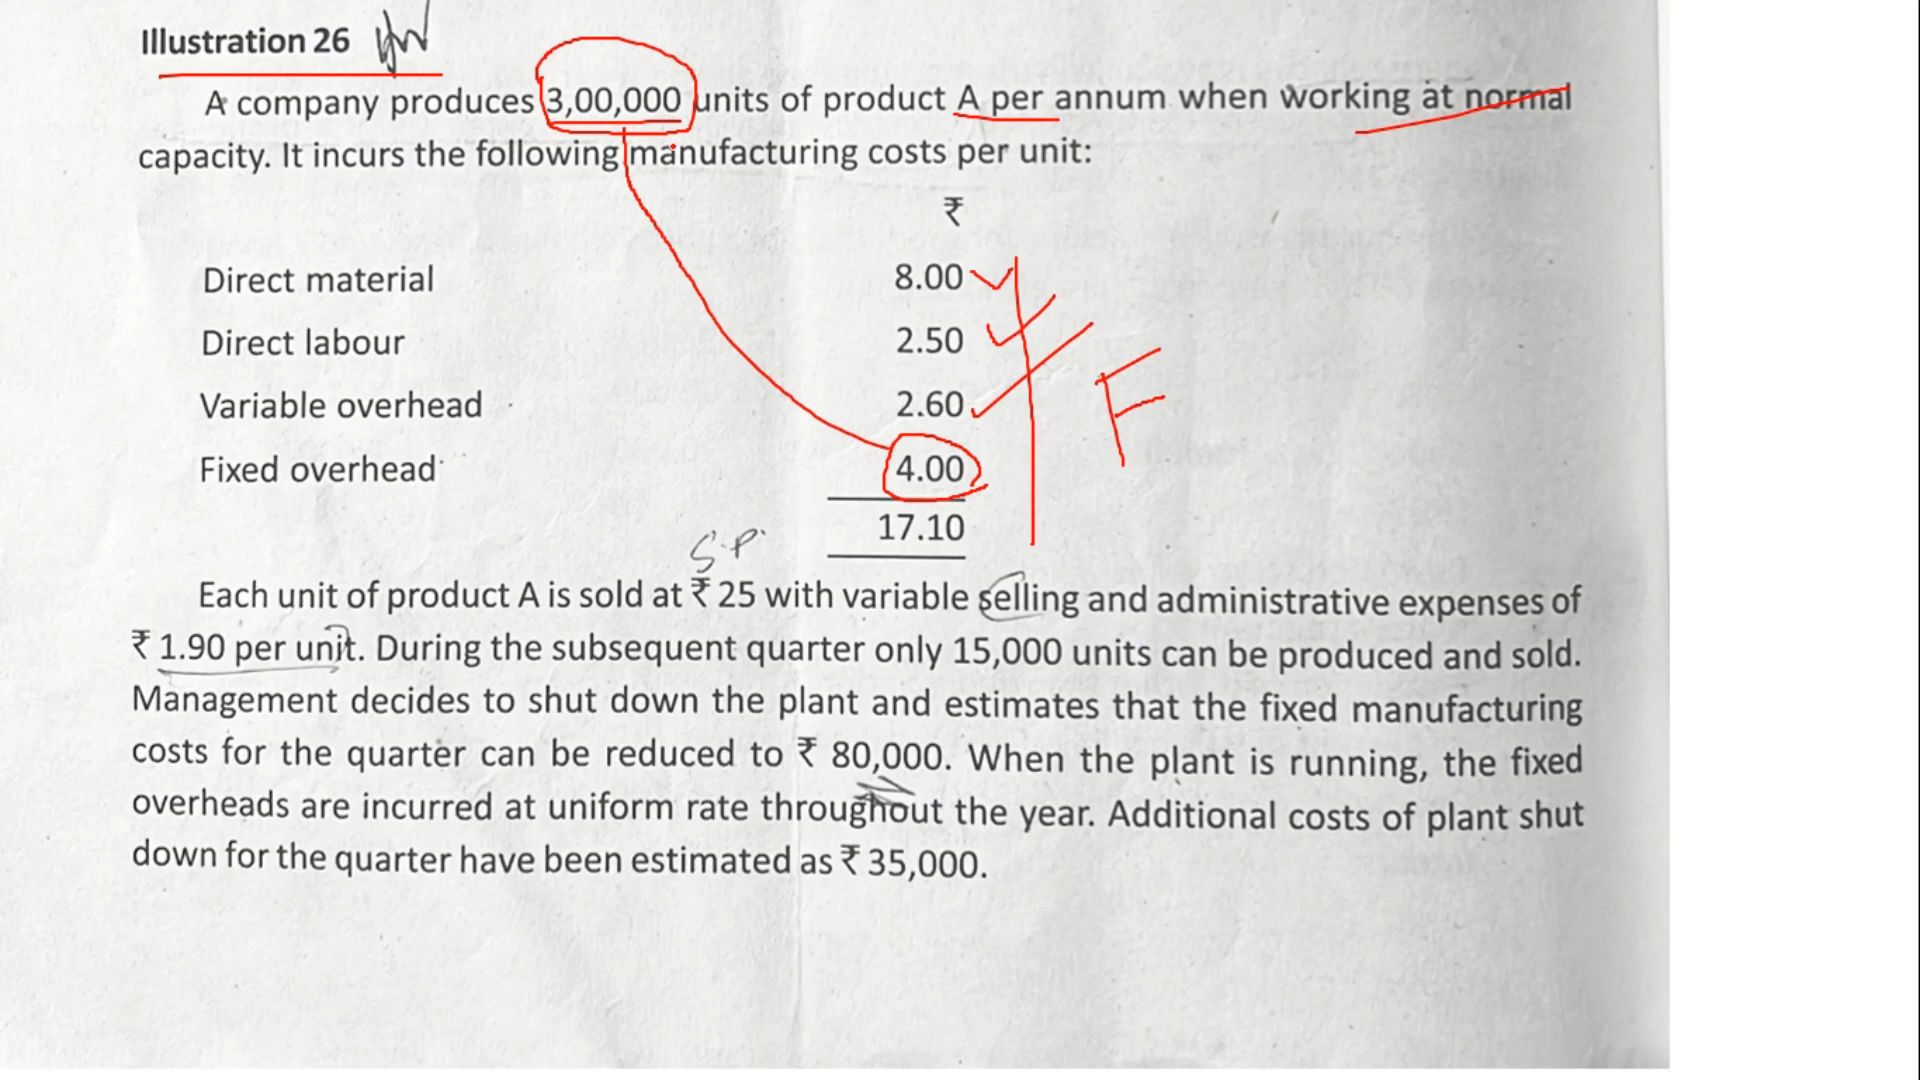 Illustration 26 HW
A company produces 3,00,000 units of product A per annum when working at normal
capacity. It incurs the following manufacturing costs per unit:
₹
Direct material 8.00
Direct labour 2.50
Variable overhead 2.60
Fixed overhead 4.00
17.10
F
S.P.
Each unit of product A is sold at ₹ 25 with variable selling and administrative expenses of
₹ 1.90 per unit. During the subsequent quarter only 15,000 units can be produced and sold.
Management decides to shut down the plant and estimates that the fixed manufacturing
costs for the quarter can be reduced to ₹ 80,000. When the plant is running, the fixed
overheads are incurred at uniform rate throughout the year. Additional costs of plant shut
down for the quarter have been estimated as ₹ 35,000.